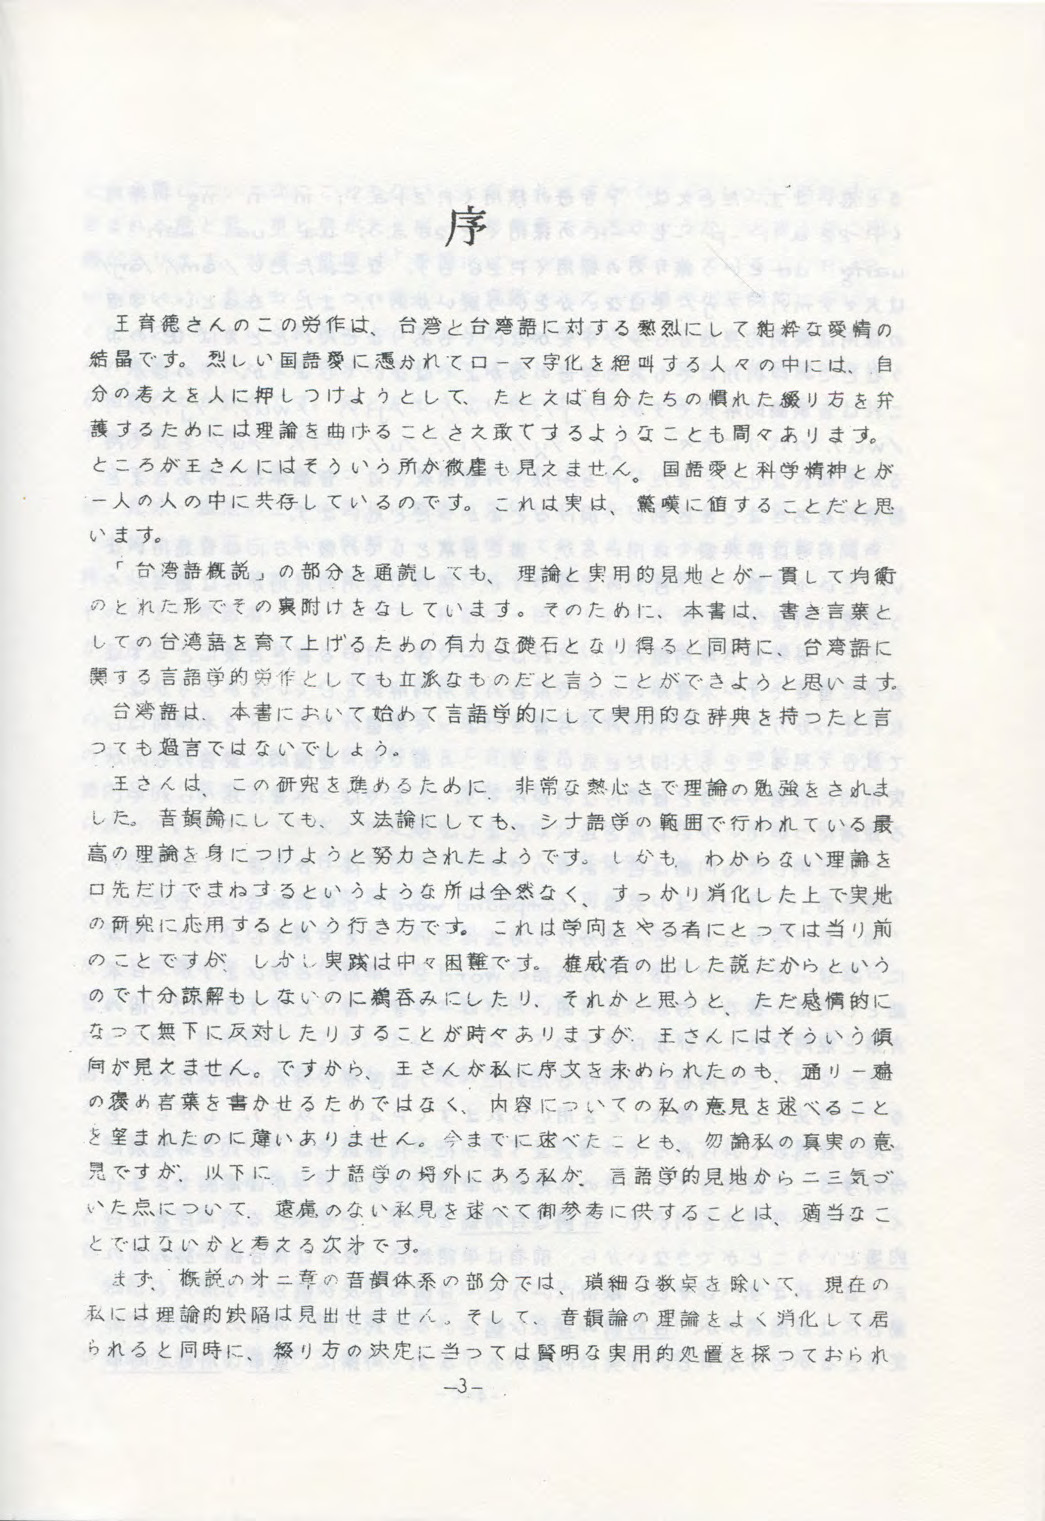 序
王育徳さんのこの労作は、台湾と台湾語に対する熱烈にして純粋な愛情の
結晶です。烈しい国語愛に憑かれてローマ字化を絶叫する人々の中には、自
分の考えを人に押しつけようとして、たとえば自分たちの慣れた綴り方を弁
護するためには理論を曲げることさえ敢てするようなことも間々あります。
ところが王さんにはそういう所が微塵も見えません。国語愛と科学精神とが
一人の人の中に共存しているのです。これは実は、驚嘆に値することだと思
います。
「台湾語概説」の部分を通読しても、理論と実用的見地とが一貫して均衡
のとれた形でその裏附けをなしています。そのために、本書は、書き言葉と
しての台湾語を育て上げるための有力な礎石となり得ると同時に、台湾語に
関する言語学的労作としても立派なものだと言うことができようと思います。
台湾語は、本書において始めて言語学的にして実用的な辞典を持つたと言
つても過言ではないでしょう。
王さんは、この研究を進めるために、非常な熱心さで理論の勉強をされま
した。音韻論にしても、文法論にしても、シナ語学の範囲で行われている最
高の理論を身につけようと努力されたようです。しかも、わからない理論を
口先だけでまねするというような所は全然なく、すっかり消化した上で実地
の研究に応用するという行き方です。これは学问をやる者にとっては当り前
のことですが、しかし実践は中々困難です。権威者の出した説だからという
ので十分諒解もしないのに鵜呑みにしたり、それかと思うと、ただ感情的に
なって無下に反対したりすることが時々ありますが、王さんにはそういう傾
向が見えません。ですから、王さんが私に序文を求められたのも、通り一遍
の褒め言葉を書かせるためではなく、内容についての私の意見を述べること
を望まれたのに違いありません。今までに述べたことも、勿論私の真実の意
見ですが、以下に、シナ語学の埒外にある私が、言語学的見地から二三気づ
いた点について、遠慮のない私見を述べて御参考に供することは、適当なこ
とではないかと考える次才です。
まず、概説の才二章の音韻体系の部分では、瑣細な数点を除いて、現在の
私には理論的缺陥は見出せません。そして、音韻論の理論をよく消化して居
られると同時に、綴り方の決定に当つては賢明な実用的処置を採つておられ
—3—